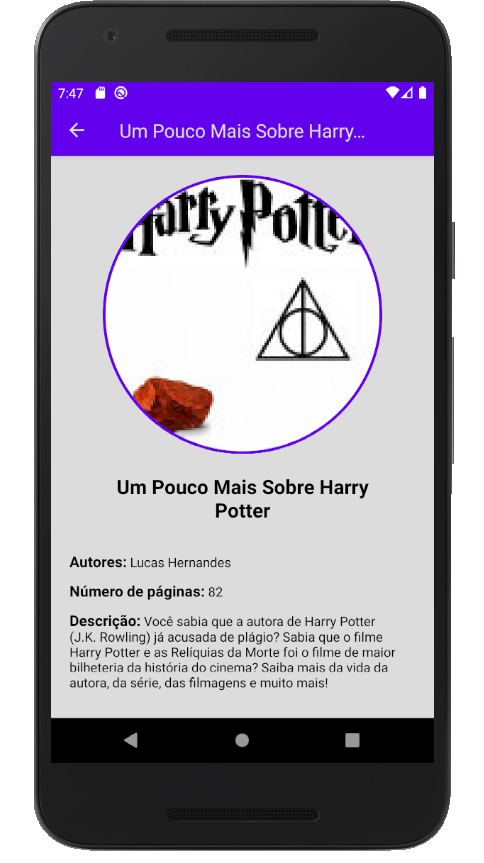 7:47
Um Pouco Mais Sobre Harry…
Harry Potter
Um Pouco Mais Sobre Harry
Potter
Autores: Lucas Hernandes
Número de páginas: 82
Descrição: Você sabia que a autora de Harry Potter
(J.K. Rowling) já acusada de plágio? Sabia que o filme
Harry Potter e as Relíquias da Morte foi o filme de maior
bilheteria da história do cinema? Saiba mais da vida da
autora, da série, das filmagens e muito mais!